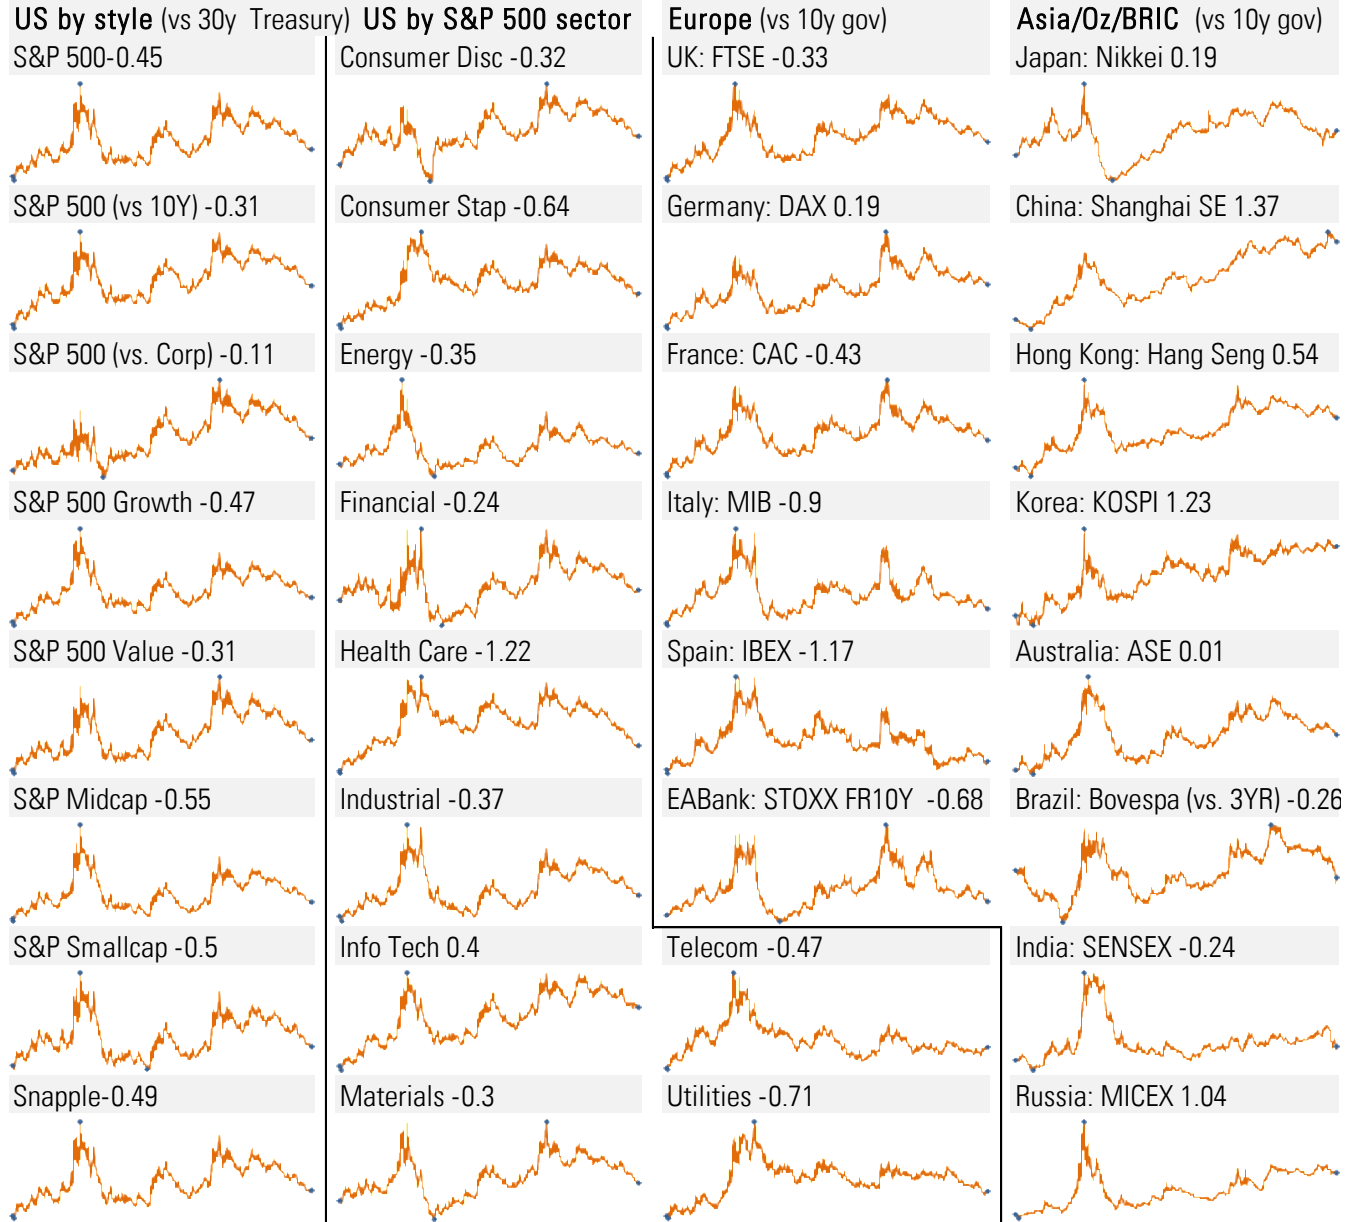 US by style (vs 30y Treasury)
S&P 500-0.45
S&P 500 (vs 10Y) -0.31
S&P 500 (vs. Corp) -0.11
S&P 500 Growth -0.47
S&P 500 Value -0.31
S&P Midcap -0.55
S&P Smallcap -0.5
Snapple-0.49
US by S&P 500 sector
Consumer Disc -0.32
Consumer Stap -0.64
Energy -0.35
Financial -0.24
Health Care -1.22
Industrial -0.37
Info Tech 0.4
Materials -0.3
Telecom -0.47
Utilities -0.71
Europe (vs 10y gov)
UK: FTSE -0.33
Germany: DAX 0.19
France: CAC -0.43
Italy: MIB -0.9
Spain: IBEX -1.17
EABank: STOXX FR10Y -0.68
Asia/Oz/BRIC (vs 10y gov)
Japan: Nikkei 0.19
China: Shanghai SE 1.37
Hong Kong: Hang Seng 0.54
Korea: KOSPI 1.23
Australia: ASE 0.01
Brazil: Bovespa (vs. 3YR) -0.26
India: SENSEX -0.24
Russia: MICEX 1.04